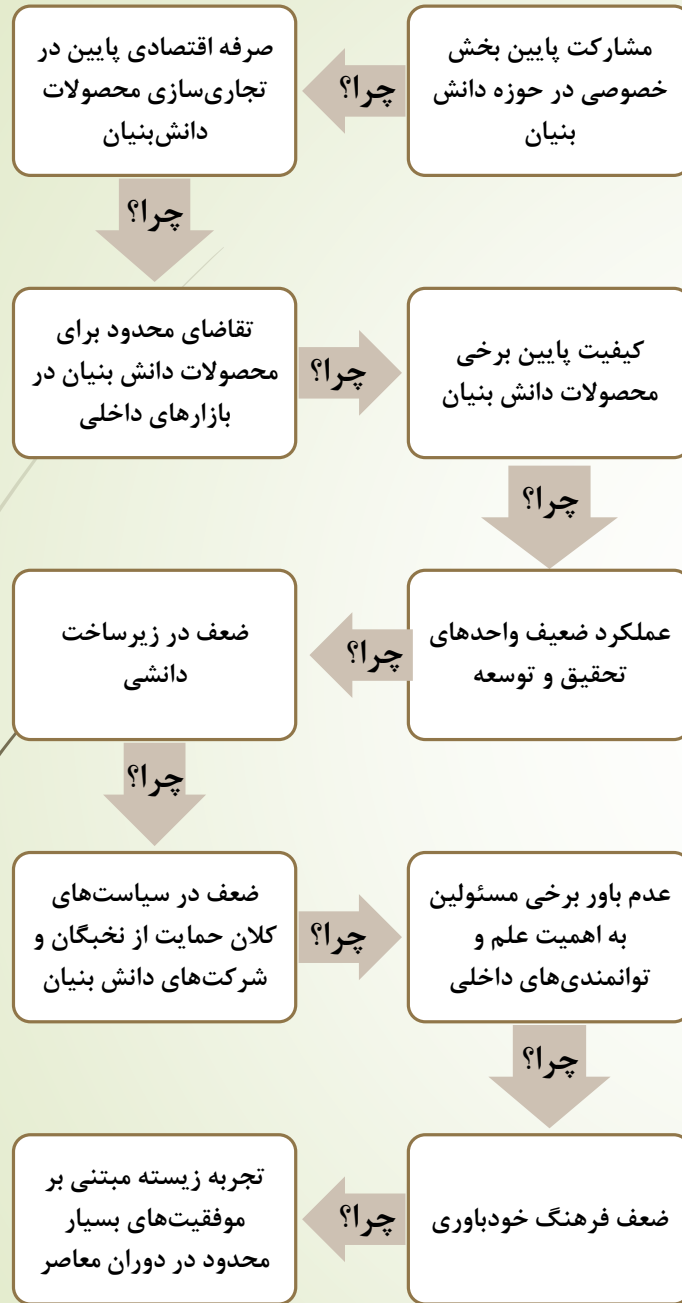 مشارکت پایین بخش
خصوصی در حوزه دانش
بنیان
چرا؟
صرفه اقتصادی پایین در
تجاری‌سازی محصولات
دانش‌بنیان
چرا؟
تقاضای محدود برای
محصولات دانش بنیان در
بازارهای داخلی
چرا؟
کیفیت پایین برخی
محصولات دانش بنیان
چرا؟
عملکرد ضعیف واحدهای
تحقیق و توسعه
چرا؟
ضعف در زیرساخت
دانشی
چرا؟
ضعف در سیاست‌های
کلان حمایت از نخبگان و
شرکت‌های دانش بنیان
چرا؟
عدم باور برخی مسئولین
به اهمیت علم و
توانمندی‌های داخلی
چرا؟
ضعف فرهنگ خودباوری
چرا؟
تجربه زیسته مبتنی بر
موفقیت‌های بسیار
محدود در دوران معاصر